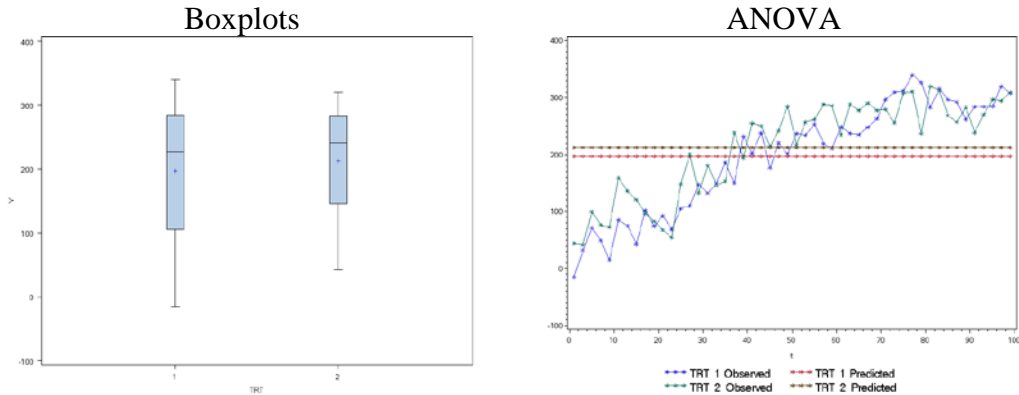 Boxplots
400
300
200
100
0
-100
Y
1
2
TRT
ANOVA
400
300
200
100
0
-100
0 10 20 30 40 50 60 70 80 90 100
t
TRT 1 Observed TRT 1 Predicted
TRT 2 Observed TRT 2 Predicted